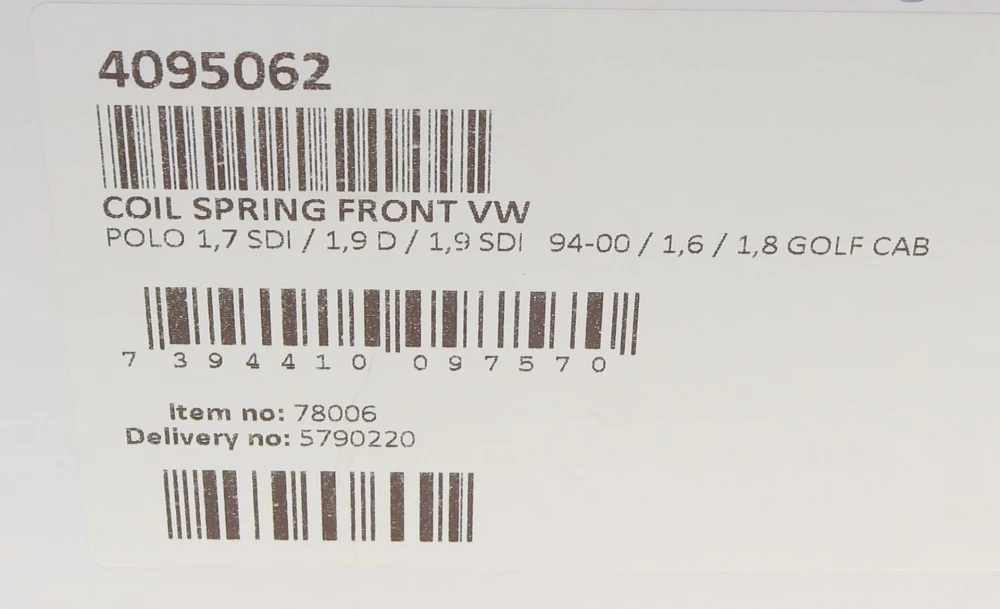 4095062
COIL SPRING FRONT VW
POLO 1,7 SDI / 1,9 D / 1,9 SDI 94-00 / 1,6 / 1,8 GOLF CAB
7 394410 097570
Item no: 78006
Delivery no: 5790220